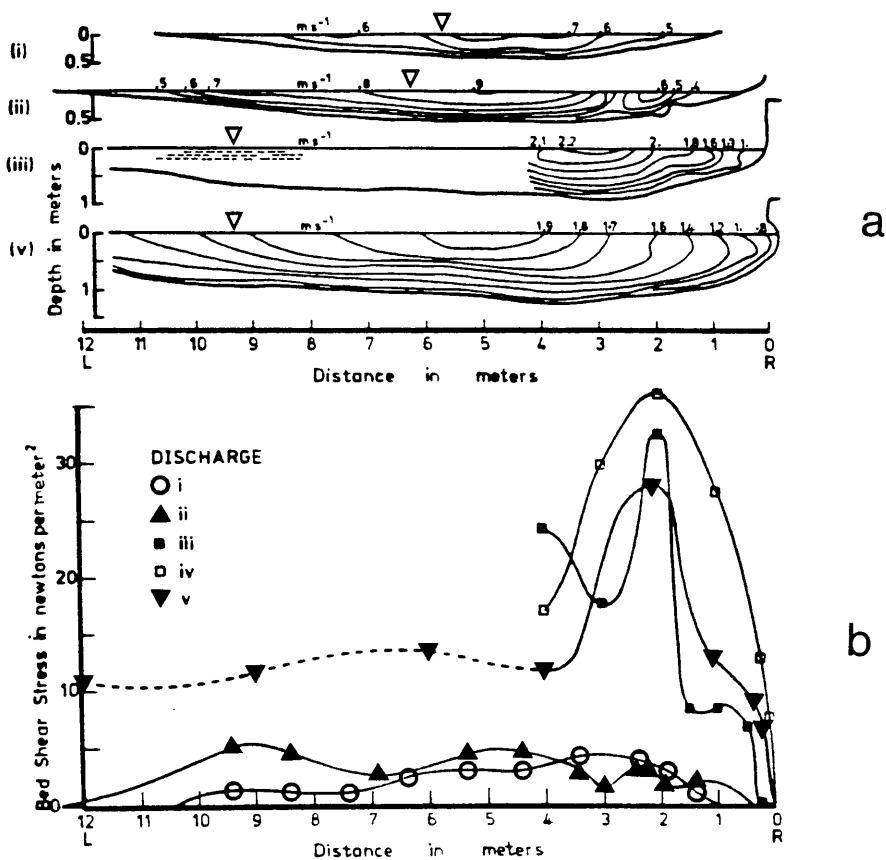 m s⁻¹ .6 .7 .6 .5
(i) 0
0.5
.5 .6 .7 m s⁻¹ .8 .9 .6 .5 .4
(ii) 0.5
m s⁻¹ 2.1 2.2 2. 1.8 1.6 1.3 1.
(iii) 0
1
m s⁻¹ 1.9 1.8 1.7 1.6 1.4 1.2 1. .8
(v) 0
1
Depth in meters
a
12 11 10 9 8 7 6 5 4 3 2 1 0
L R
Distance in meters
Bed Shear Stress in newtons per meter²
30
20
10
0
DISCHARGE
i
ii
iii
iv
v
b
12 11 10 9 8 7 6 5 4 3 2 1 0
L R
Distance in meters